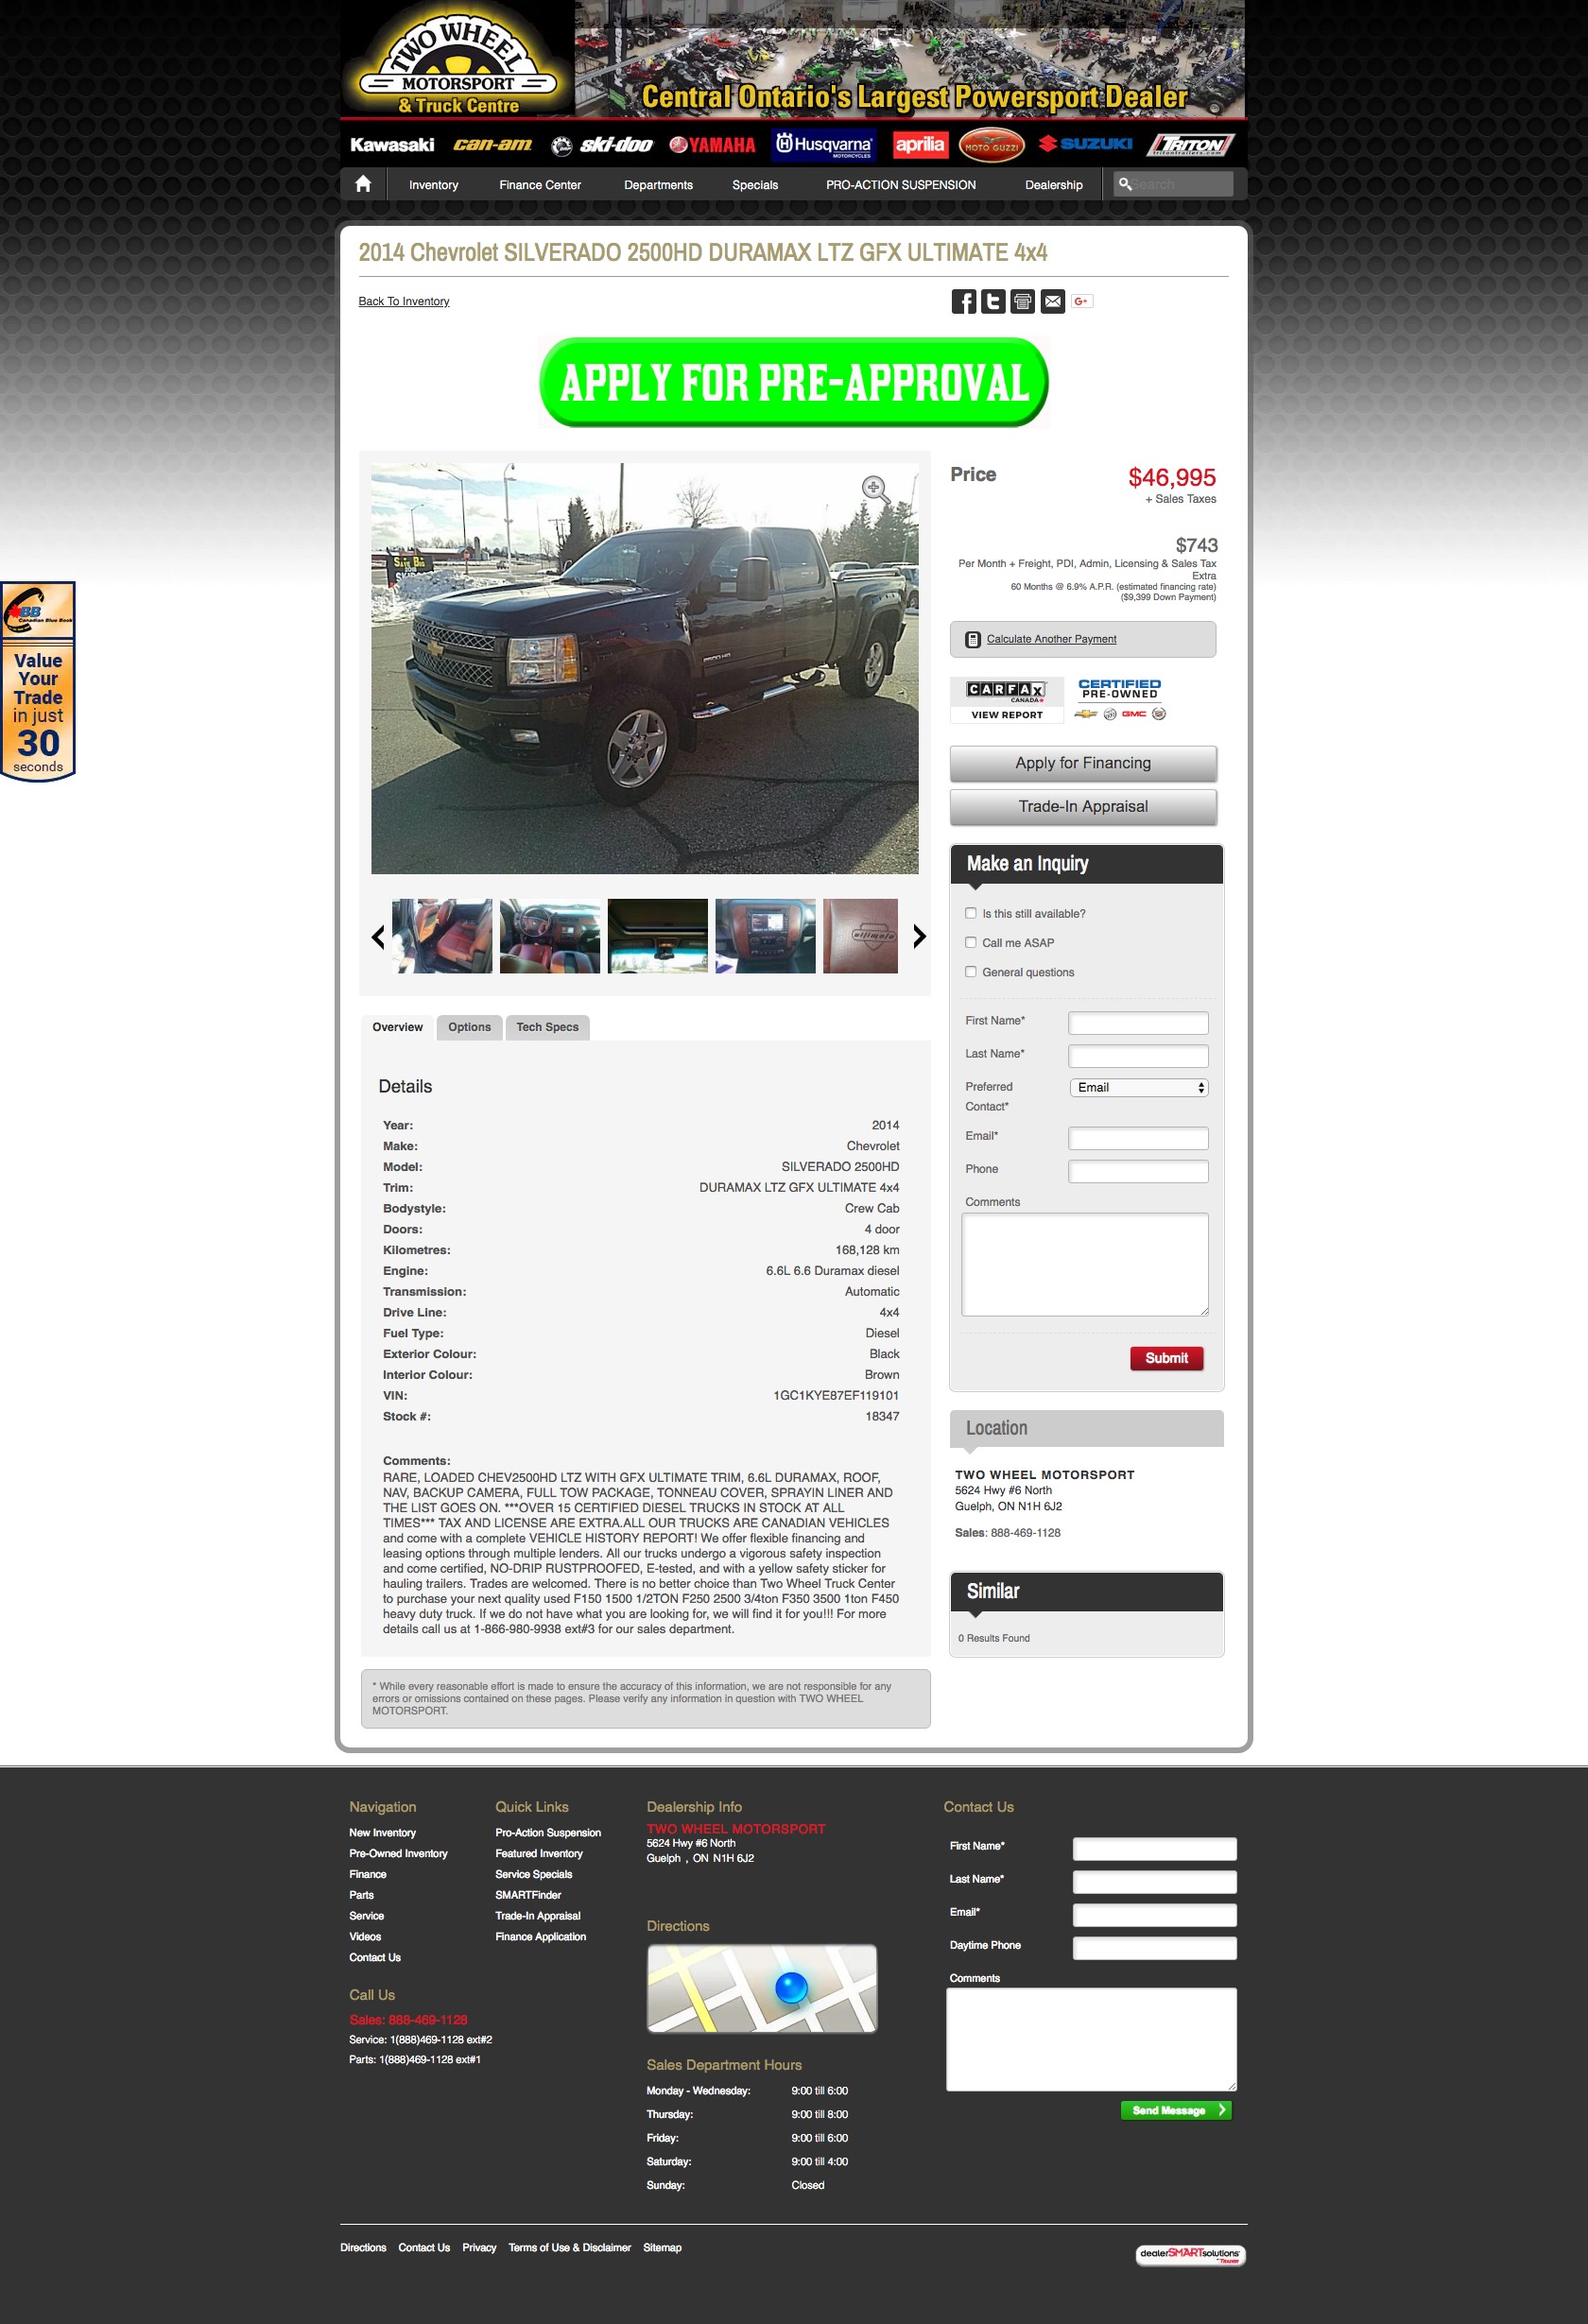 TWO WHEEL
MOTORSPORT
& Truck Centre
Central Ontario's Largest Powersport Dealer
Kawasaki can-am ski-doo YAMAHA Husqvarna MOTORCYCLES aprilia MOTO GUZZI SUZUKI TRITON tritontrailers.com
Inventory Finance Center Departments Specials PRO-ACTION SUSPENSION Dealership Search
2014 Chevrolet SILVERADO 2500HD DURAMAX LTZ GFX ULTIMATE 4x4
Back To Inventory
G+
APPLY FOR PRE-APPROVAL
SAVE BIG
2500 HD
ultimate
Price $46,995
+ Sales Taxes
$743
Per Month + Freight, PDI, Admin, Licensing & Sales Tax
Extra
60 Months @ 6.9% A.P.R. (estimated financing rate)
($9,399 Down Payment)
Calculate Another Payment
CARFAX
CANADA
VIEW REPORT
CERTIFIED
PRE-OWNED
GMC
Apply for Financing
Trade-In Appraisal
BB
Canadian Blue Book
Value
Your
Trade
in just
30
seconds
Make an Inquiry
Is this still available?
Call me ASAP
General questions
First Name*
Last Name*
Preferred
Contact*
Email
Email*
Phone
Comments
Submit
Overview Options Tech Specs
Details
Year: 2014
Make: Chevrolet
Model: SILVERADO 2500HD
Trim: DURAMAX LTZ GFX ULTIMATE 4x4
Bodystyle: Crew Cab
Doors: 4 door
Kilometres: 168,128 km
Engine: 6.6L 6.6 Duramax diesel
Transmission: Automatic
Drive Line: 4x4
Fuel Type: Diesel
Exterior Colour: Black
Interior Colour: Brown
VIN: 1GC1KYE87EF119101
Stock #: 18347
Comments:
RARE, LOADED CHEV2500HD LTZ WITH GFX ULTIMATE TRIM, 6.6L DURAMAX, ROOF,
NAV, BACKUP CAMERA, FULL TOW PACKAGE, TONNEAU COVER, SPRAYIN LINER AND
THE LIST GOES ON. ***OVER 15 CERTIFIED DIESEL TRUCKS IN STOCK AT ALL
TIMES*** TAX AND LICENSE ARE EXTRA.ALL OUR TRUCKS ARE CANADIAN VEHICLES
and come with a complete VEHICLE HISTORY REPORT! We offer flexible financing and
leasing options through multiple lenders. All our trucks undergo a vigorous safety inspection
and come certified, NO-DRIP RUSTPROOFED, E-tested, and with a yellow safety sticker for
hauling trailers. Trades are welcomed. There is no better choice than Two Wheel Truck Center
to purchase your next quality used F150 1500 1/2TON F250 2500 3/4ton F350 3500 1ton F450
heavy duty truck. If we do not have what you are looking for, we will find it for you!!! For more
details call us at 1-866-980-9938 ext#3 for our sales department.
Location
TWO WHEEL MOTORSPORT
5624 Hwy #6 North
Guelph, ON N1H 6J2
Sales: 888-469-1128
Similar
0 Results Found
* While every reasonable effort is made to ensure the accuracy of this information, we are not responsible for any
errors or omissions contained on these pages. Please verify any information in question with TWO WHEEL
MOTORSPORT.
Navigation
New Inventory
Pre-Owned Inventory
Finance
Parts
Service
Videos
Contact Us
Call Us
Sales: 888-469-1128
Service: 1(888)469-1128 ext#2
Parts: 1(888)469-1128 ext#1
Quick Links
Pro-Action Suspension
Featured Inventory
Service Specials
SMARTFinder
Trade-In Appraisal
Finance Application
Dealership Info
TWO WHEEL MOTORSPORT
5624 Hwy #6 North
Guelph , ON N1H 6J2
Directions
Sales Department Hours
Monday - Wednesday: 9:00 till 6:00
Thursday: 9:00 till 8:00
Friday: 9:00 till 6:00
Saturday: 9:00 till 4:00
Sunday: Closed
Contact Us
First Name*
Last Name*
Email*
Daytime Phone
Comments
Send Message
Directions Contact Us Privacy Terms of Use & Disclaimer Sitemap
dealerSMARTsolutions